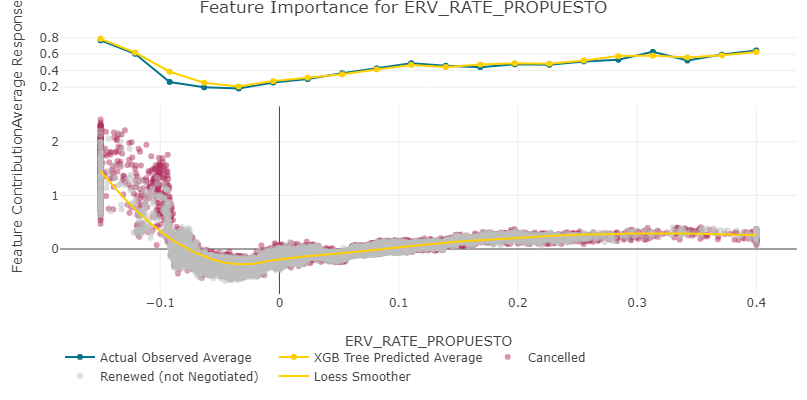 Feature Importance for ERV_RATE_PROPUESTO
Average Response
0.8
0.6
0.4
0.2
Feature Contribution
2
1
0
−0.1
0
0.1
0.2
0.3
0.4
ERV_RATE_PROPUESTO
Actual Observed Average
XGB Tree Predicted Average
Cancelled
Renewed (not Negotiated)
Loess Smoother